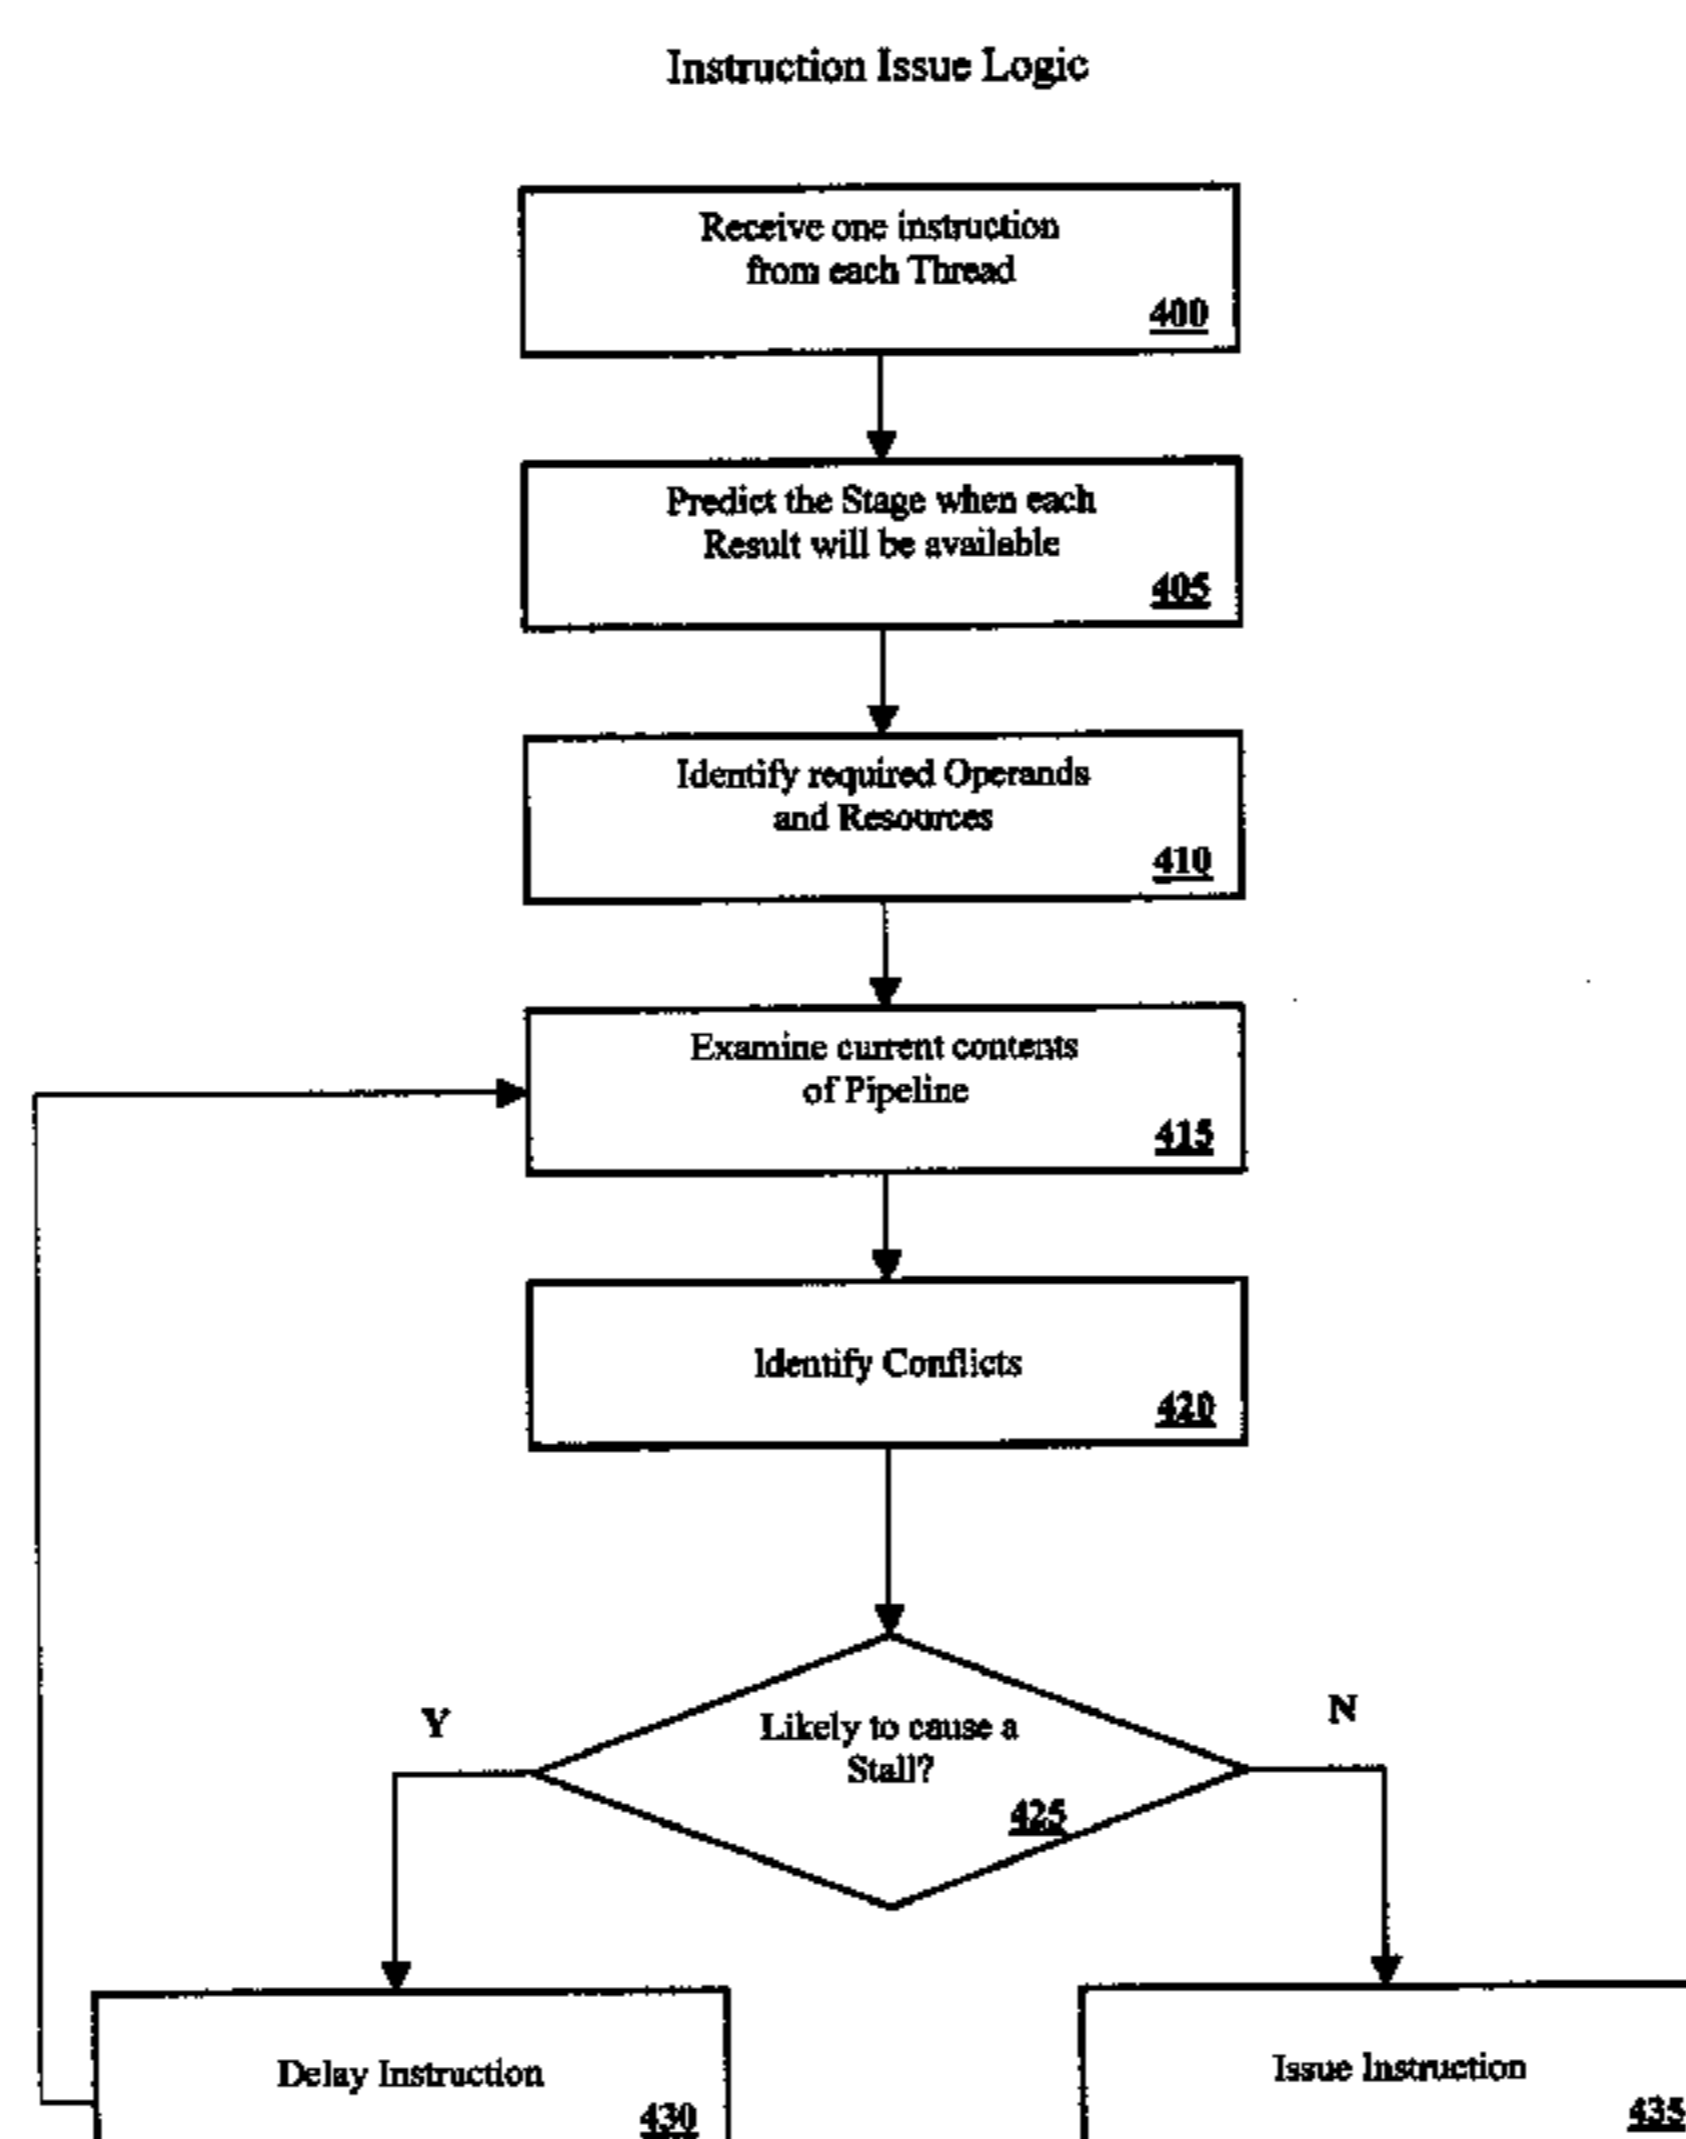 Instruction Issue Logic
Receive one instruction
from each Thread
400
Predict the Stage when each
Result will be available
405
Identify required Operands
and Resources
410
Examine current contents
of Pipeline
415
Identify Conflicts
420
Likely to cause a
Stall?
425
Y
N
Delay Instruction
430
Issue Instruction
435